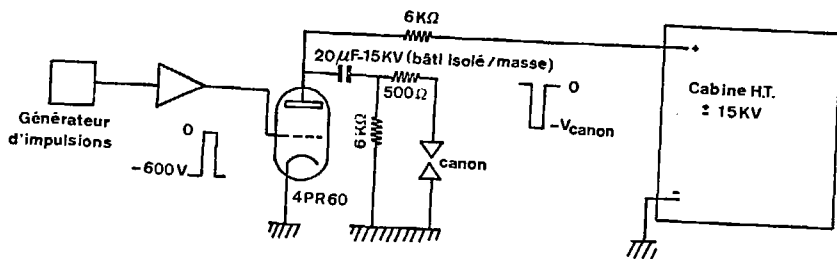 6KΩ
20µF-15KV (bâti isolé/masse)
500Ω
6KΩ
Générateur
d'impulsions
0
-600V
4PR60
canon
0
-Vcanon
+
Cabine H.T.
± 15KV
-